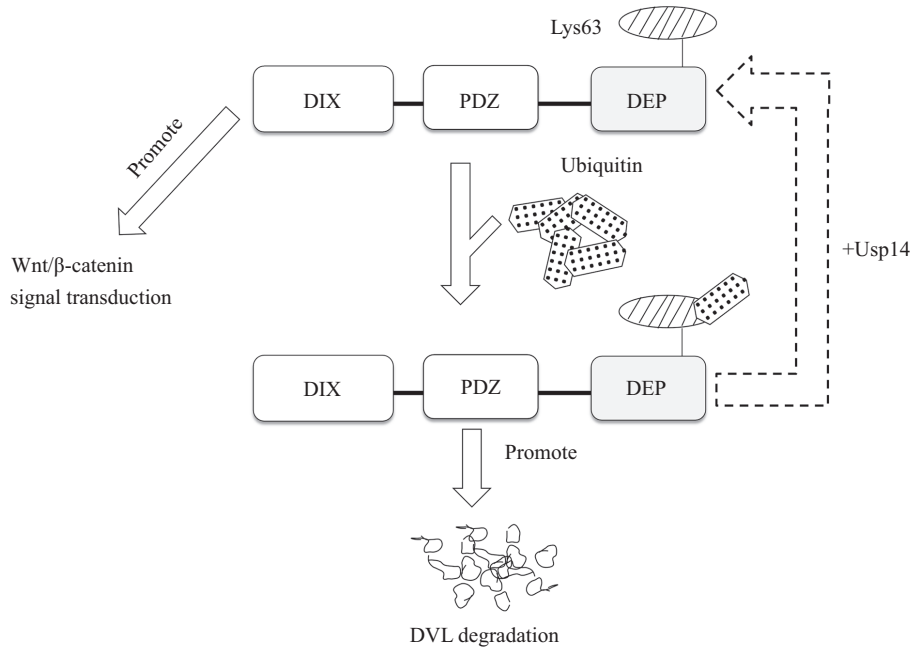 Lys63
DIX
PDZ
DEP
Promote
Ubiquitin
Wnt/β-catenin
signal transduction
+Usp14
DIX
PDZ
DEP
Promote
DVL degradation